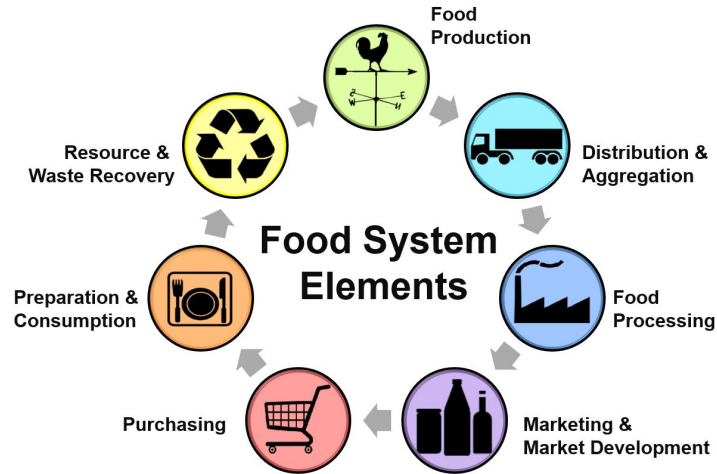 Food
Production
Distribution &
Aggregation
Food
Processing
Marketing &
Market Development
Purchasing
Preparation &
Consumption
Resource &
Waste Recovery
Food System
Elements
W
E